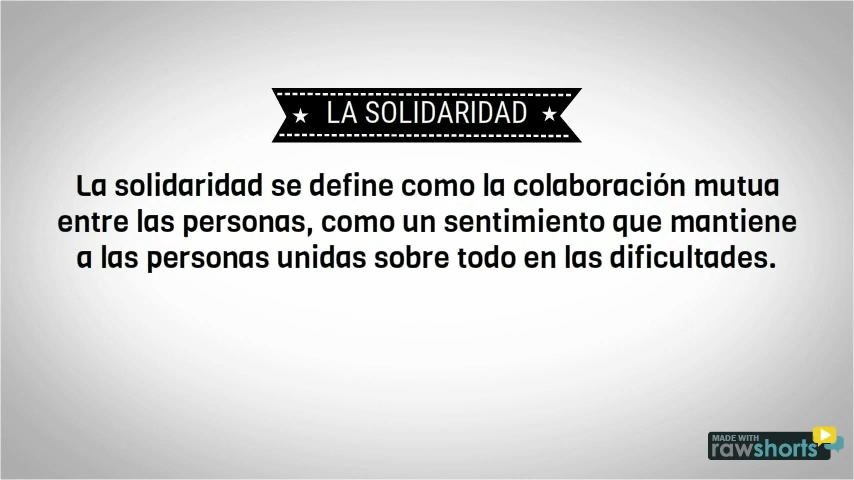 LA SOLIDARIDAD
La solidaridad se define como la colaboración mutua
entre las personas, como un sentimiento que mantiene
a las personas unidas sobre todo en las dificultades.
MADE WITH
rawshorts